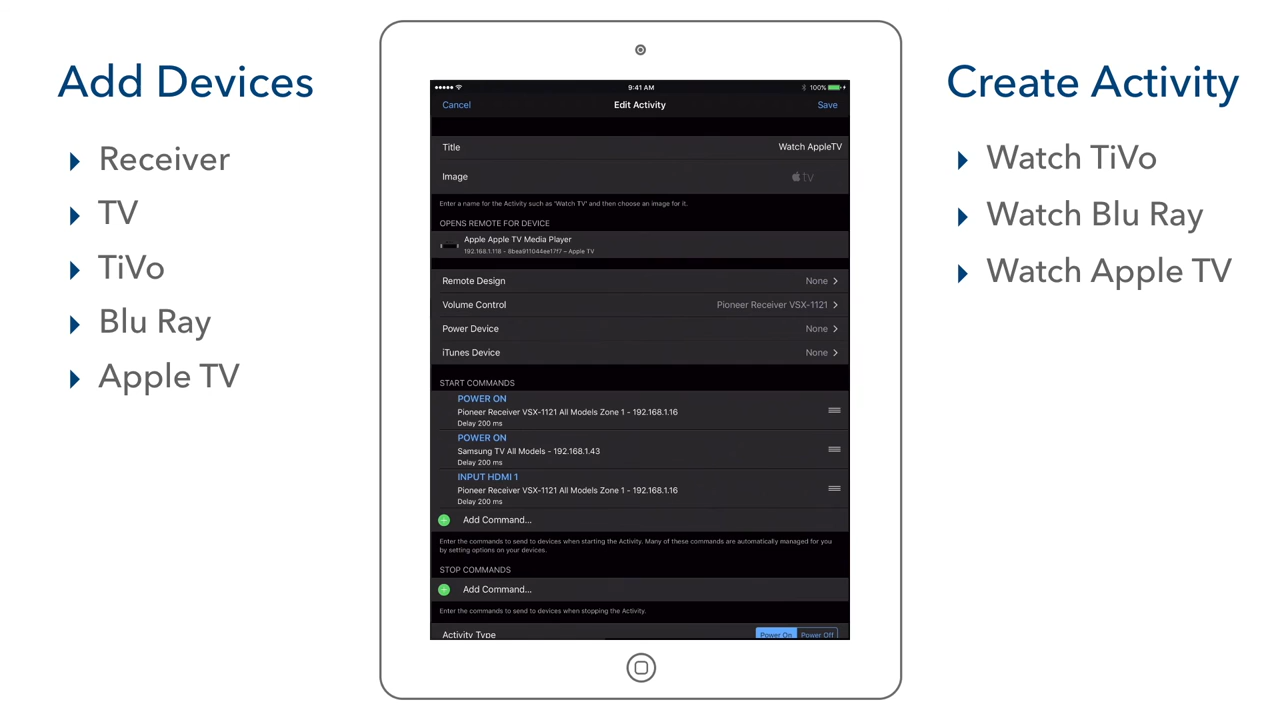 Add Devices
Receiver
TV
TiVo
Blu Ray
Apple TV
9:41 AM
100%
Cancel
Edit Activity
Save
Title
Watch AppleTV
Image
tv
Enter a name for the Activity such as 'Watch TV' and then choose an image for it.
OPENS REMOTE FOR DEVICE
Apple Apple TV Media Player
192.168.1.118 - 8bea911044ee17f7 – Apple TV
Remote Design
None
Volume Control
Pioneer Receiver VSX-1121
Power Device
None
iTunes Device
None
START COMMANDS
POWER ON
Pioneer Receiver VSX-1121 All Models Zone 1 - 192.168.1.16
Delay 200 ms
POWER ON
Samsung TV All Models - 192.168.1.43
Delay 200 ms
INPUT HDMI 1
Pioneer Receiver VSX-1121 All Models Zone 1 - 192.168.1.16
Delay 200 ms
Add Command...
Enter the commands to send to devices when starting the Activity. Many of these commands are automatically managed for you
by setting options on your devices.
STOP COMMANDS
Add Command...
Enter the commands to send to devices when stopping the Activity.
Activity Type
Power On
Power Off
Create Activity
Watch TiVo
Watch Blu Ray
Watch Apple TV